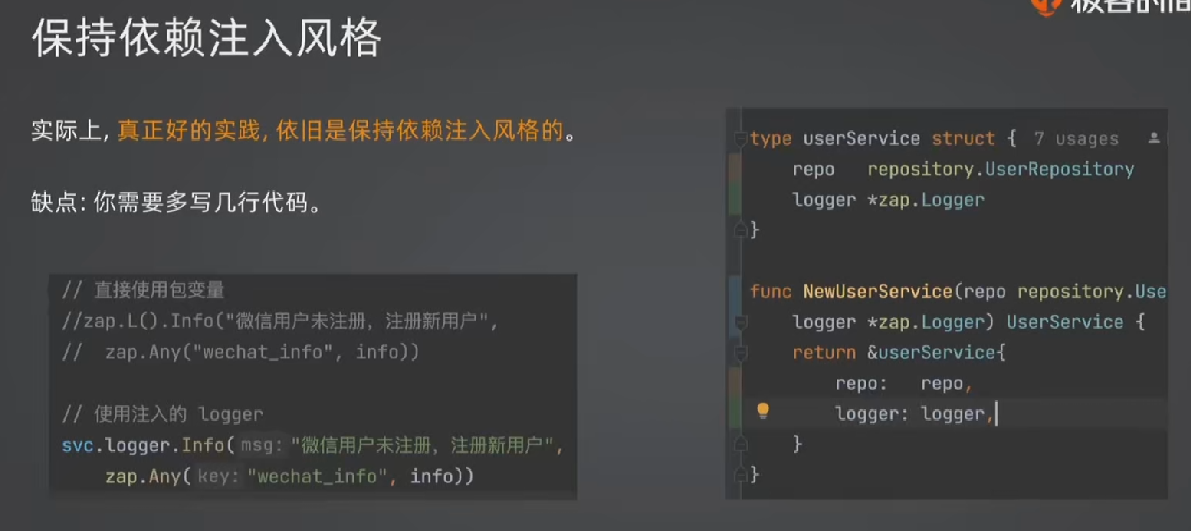 保持依赖注入风格
实际上，真正好的实践，依旧是保持依赖注入风格的。
缺点：你需要多写几行代码。
// 直接使用包变量
//zap.L().Info("微信用户未注册，注册新用户",
//  zap.Any("wechat_info", info))
// 使用注入的 logger
svc.logger.Info( msg: "微信用户未注册，注册新用户",
zap.Any( key: "wechat_info", info))
type userService struct { 7 usages
repo   repository.UserRepository
logger *zap.Logger
}
func NewUserService(repo repository.Use
logger *zap.Logger) UserService {
return &userService{
repo:   repo,
logger: logger,
}
}